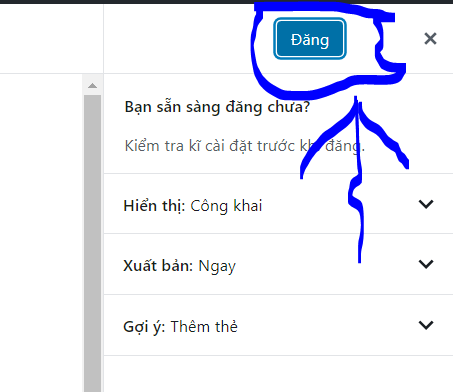 Đăng
Bạn sẵn sàng đăng chưa?
Kiểm tra kĩ cài đặt trước khi đăng.
Hiển thị: Công khai
Xuất bản: Ngay
Gợi ý: Thêm thẻ